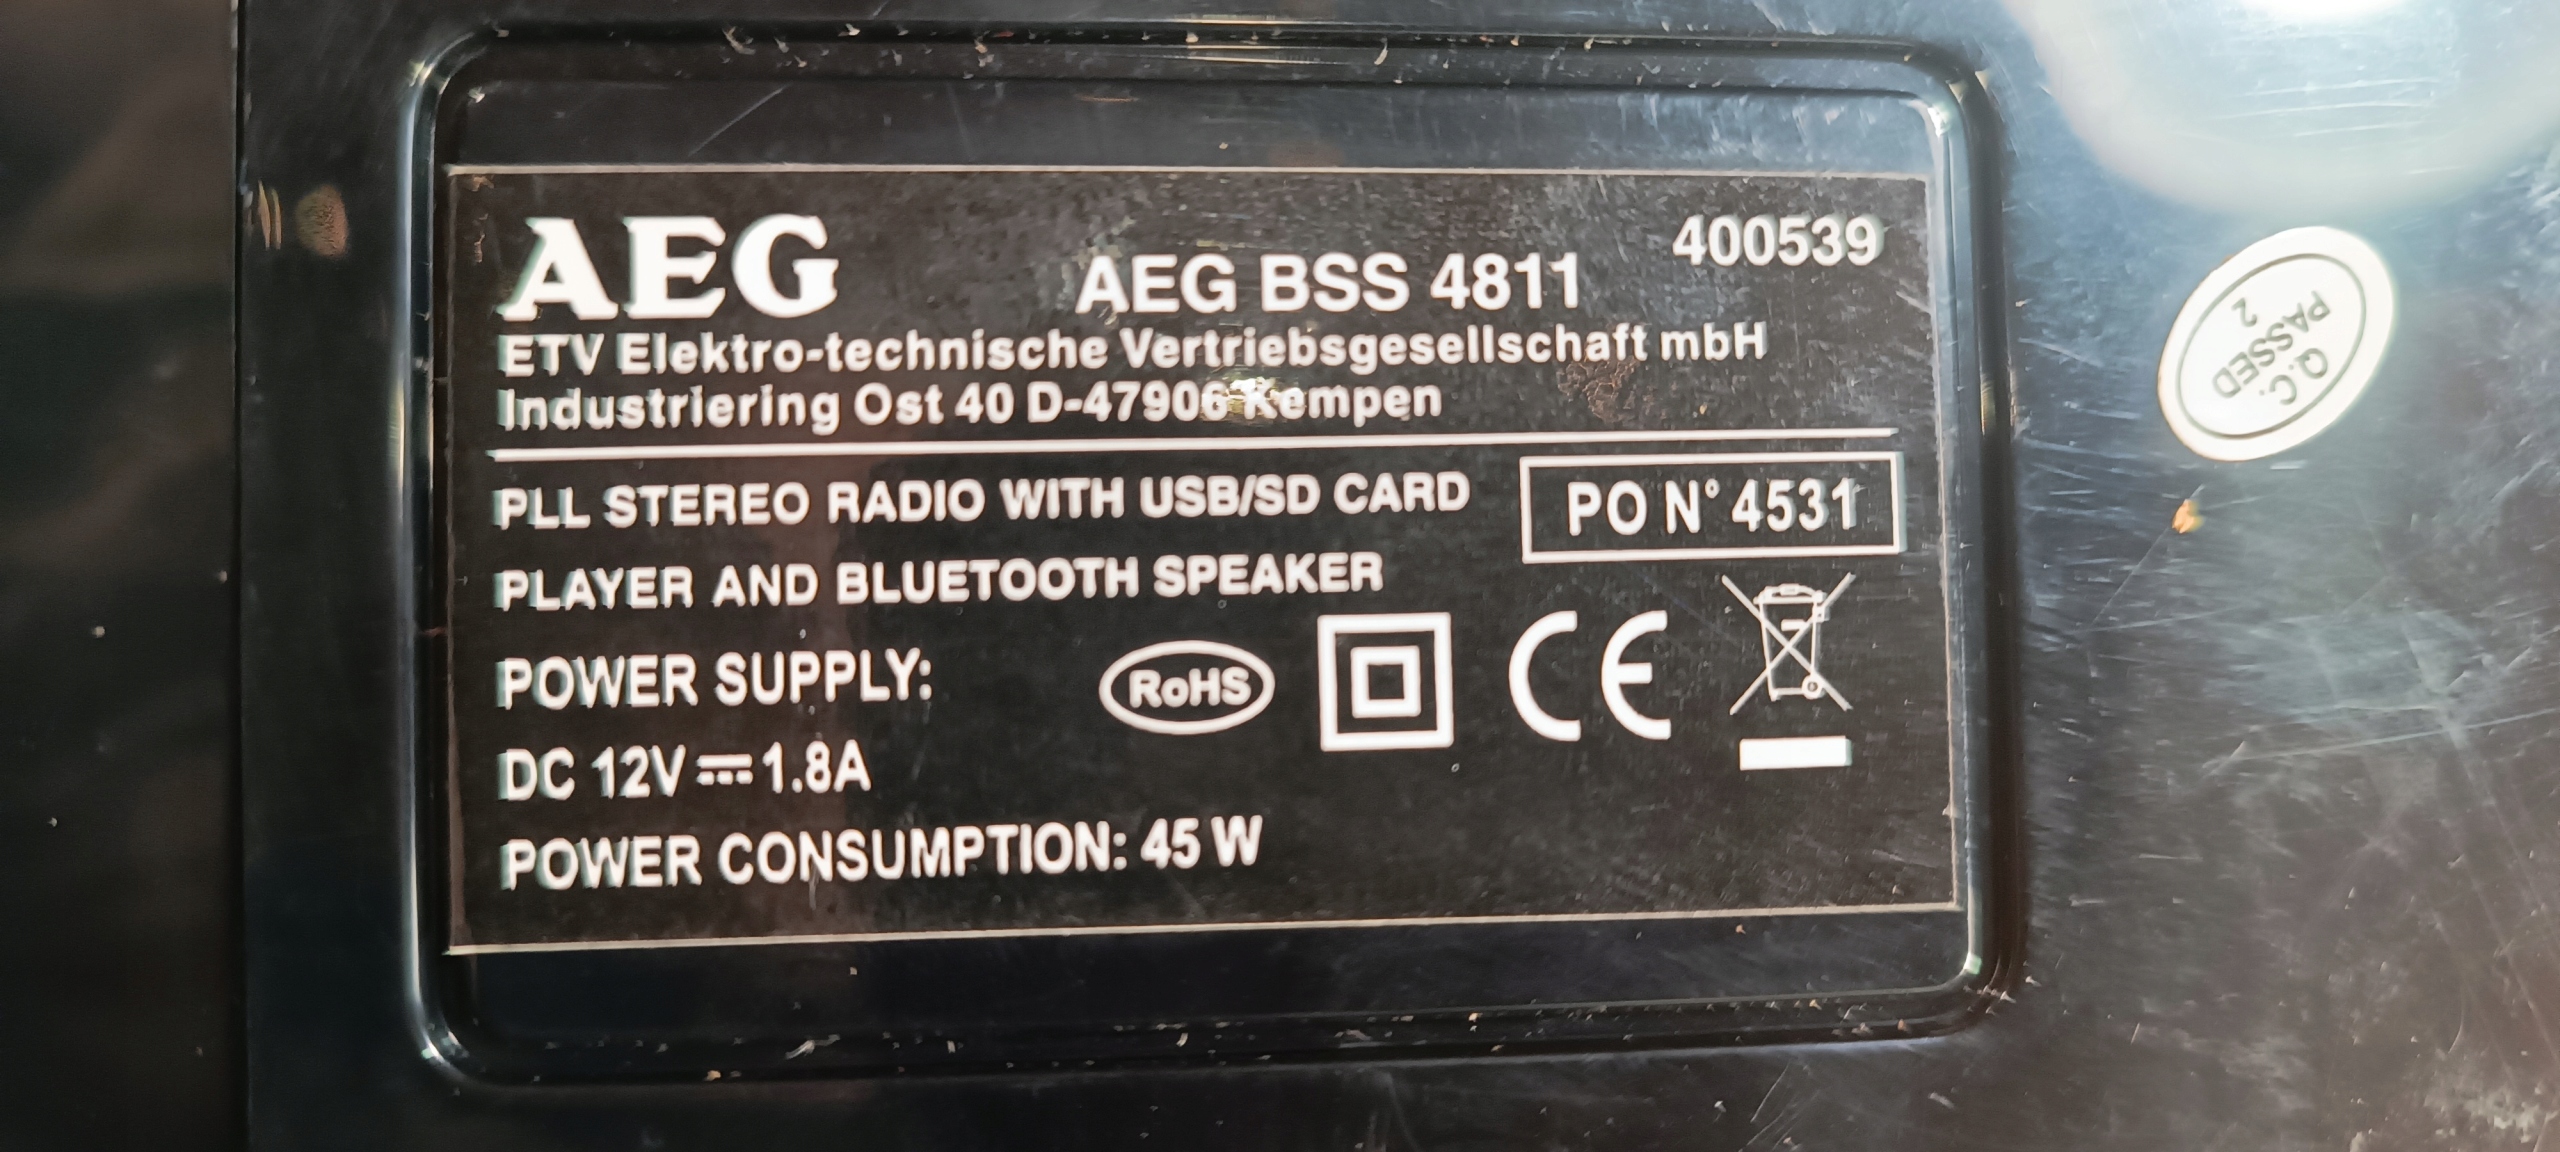 AEG
AEG BSS 4811
400539
ETV Elektro-technische Vertriebsgesellschaft mbH
Industriering Ost 40 D-47906 Kempen
PLL STEREO RADIO WITH USB/SD CARD
PLAYER AND BLUETOOTH SPEAKER
PO N° 4531
POWER SUPPLY:
DC 12V ⎓ 1.8A
POWER CONSUMPTION: 45 W
RoHS
CE
Q.C.
PASSED
2